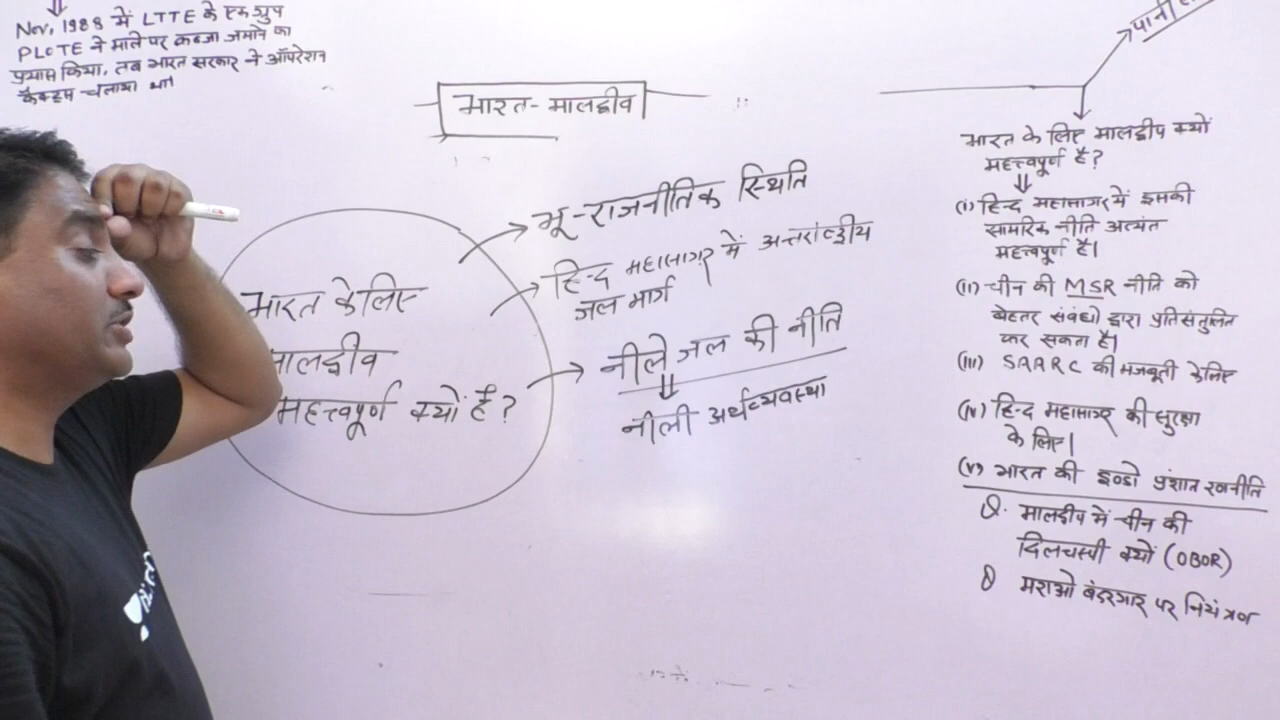 Nov, 1988 में LTTE के एक ग्रुप
PLOTE ने माले पर कब्जा जमाने का
प्रयास किया, तब भारत सरकार ने ऑपरेशन
कैक्टस चलाया था।
भारत-मालद्वीव
भारत के लिए
मालद्वीव
महत्त्वपूर्ण क्यों है?
भू-राजनीतिक स्थिति
हिन्द महासागर में अन्तर्राष्ट्रीय
जल मार्ग
नीले जल की नीति
नीली अर्थव्यवस्था
भारत के लिए मालद्वीप क्यों
महत्त्वपूर्ण है?
(i) हिन्द महासागर में इसकी
सामरिक नीति अत्यंत
महत्त्वपूर्ण है।
(ii) चीन की MSR नीति को
बेहतर संबंधों द्वारा प्रतिसंतुलित
कर सकता है।
(iii) SAARC की मजबूती के लिए
(iv) हिन्द महासागर की सुरक्षा
के लिए।
(v) भारत की इण्डो प्रशांत रणनीति
Q. मालदीप में चीन की
दिलचस्पी क्यों (OBOR)
मराओ बंदरगाह पर नियंत्रण